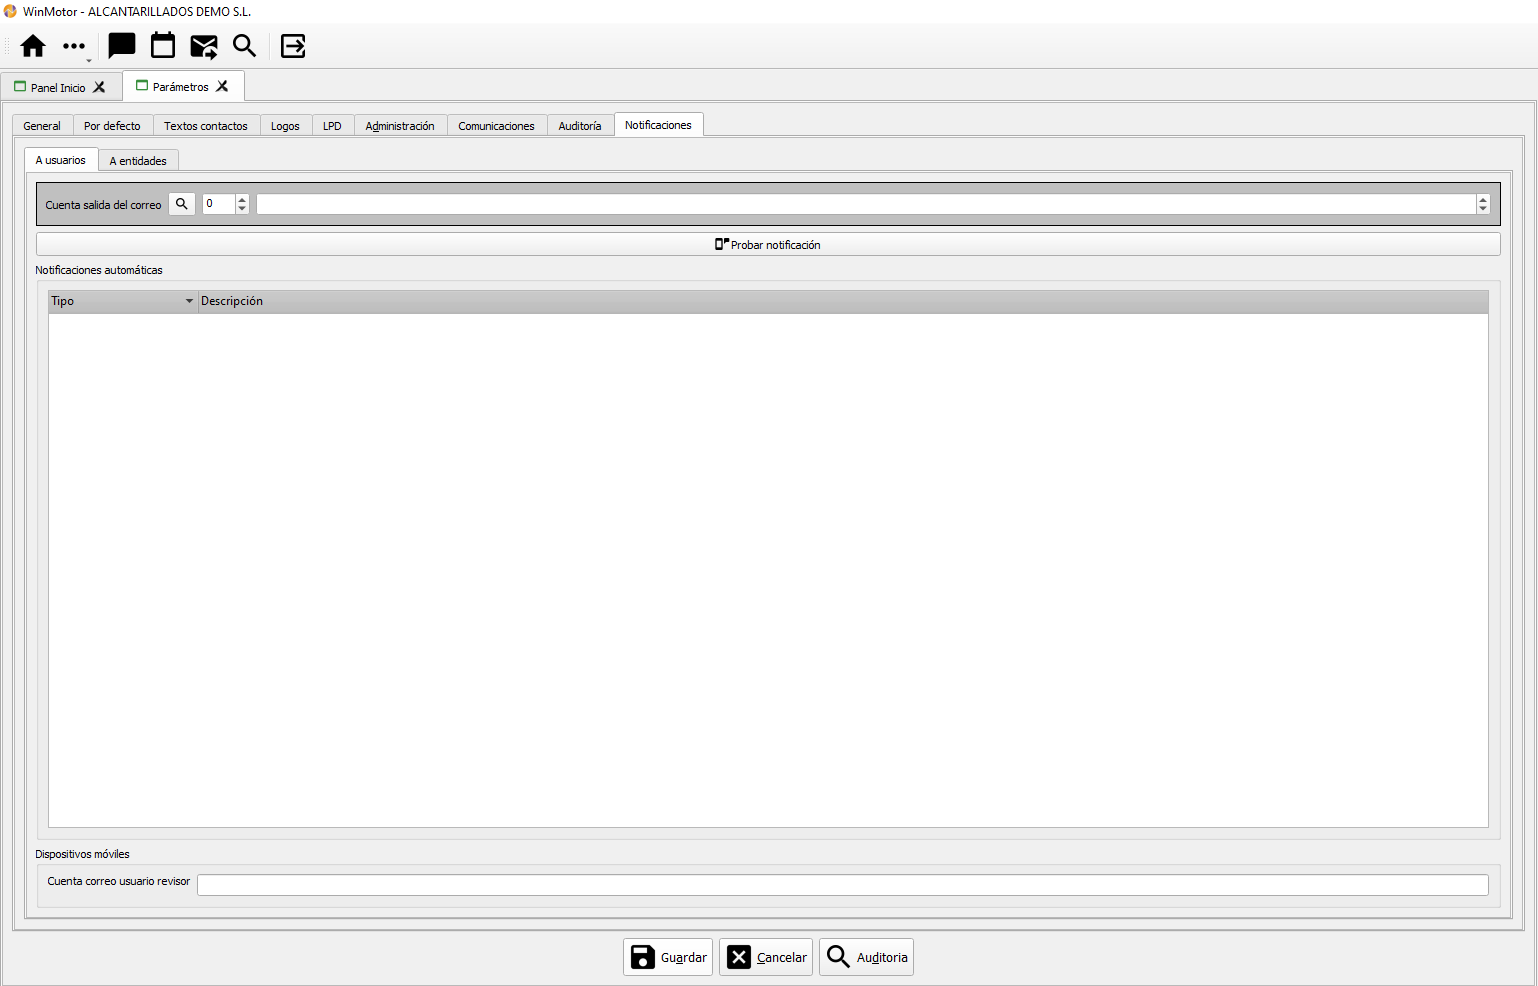 WinMotor - ALCANTARILLADOS DEMO S.L.
Panel Inicio
Parámetros
General
Por defecto
Textos contactos
Logos
LPD
Administración
Comunicaciones
Auditoría
Notificaciones
A usuarios
A entidades
Cuenta salida del correo
0
Probar notificación
Notificaciones automáticas
Tipo
Descripción
Dispositivos móviles
Cuenta correo usuario revisor
Guardar
Cancelar
Auditoria